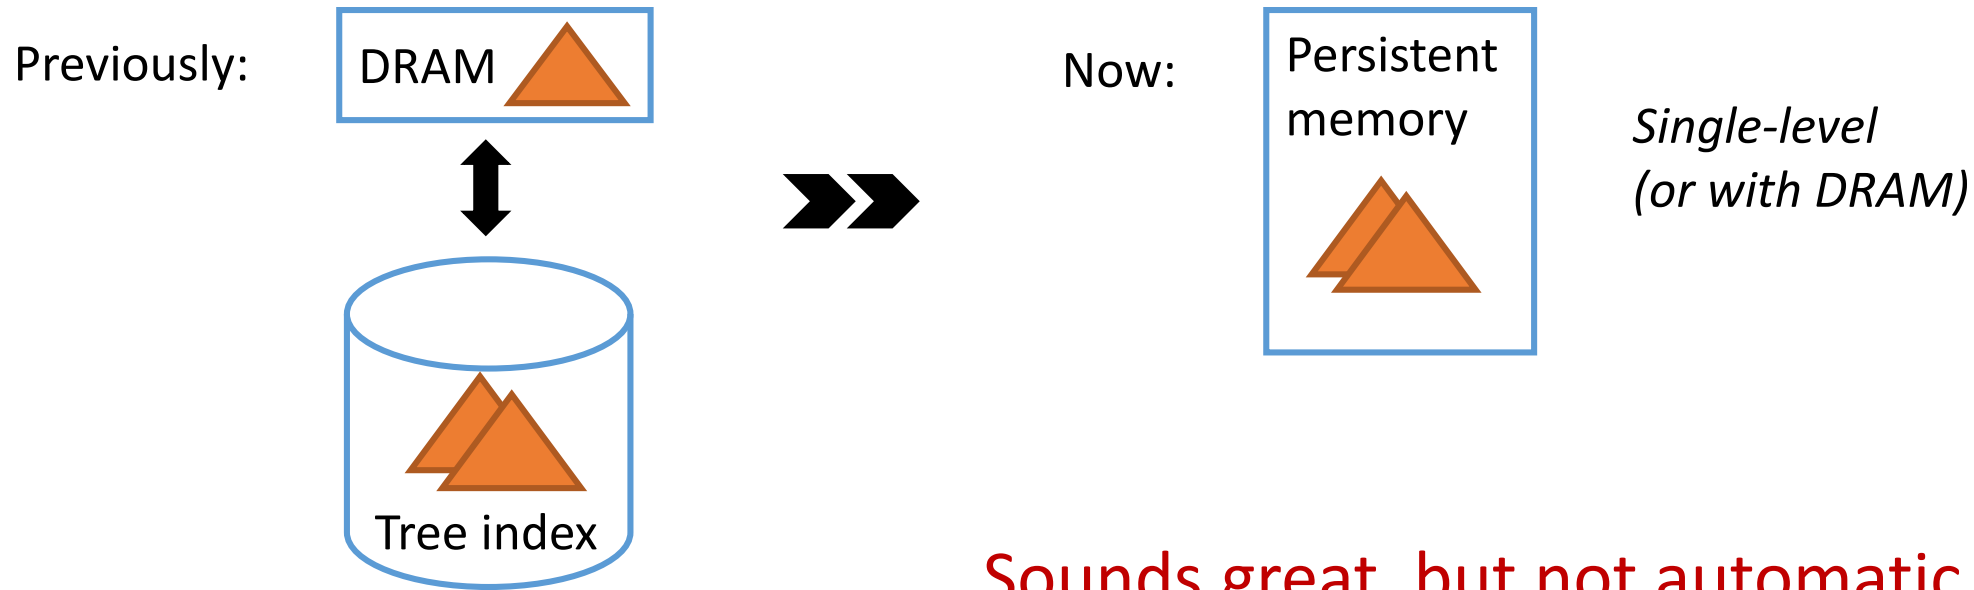 Previously:
DRAM
Tree index
Now:
Persistent
memory
Single-level
(or with DRAM)
Sounds great, but not automatic